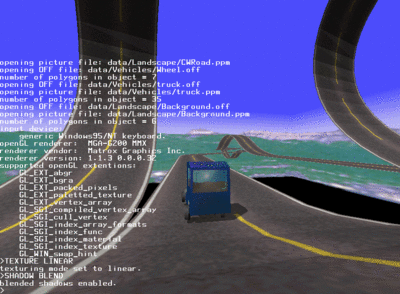 opening picture file: data/Landscape/CWRoad.ppm
opening OFF file: data/Vehicles/Wheel.off
number of polygons in object = 7
opening OFF file: data/Vehicles/truck.off
opening picture file: data/Vehicles/truck.ppm
number of polygons in object = 35
opening OFF file: data/Landscape/Background.off
opening picture file: data/Landscape/Background.ppm
number of polygons in object = 6
input device:
generic Windows95/NT keyboard.
openGL renderer: MGA-G200 MMX
renderer vendor: Matrox Graphics Inc.
renderer version: 1.1.3 0.0.0.32
supported openGL extentions:
GL_EXT_abgr
GL_EXT_bgra
GL_EXT_packed_pixels
GL_EXT_paletted_texture
GL_EXT_vertex_array
GL_SGI_compiled_vertex_array
GL_SGI_cull_vertex
GL_SGI_index_array_formats
GL_SGI_index_func
GL_SGI_index_material
GL_SGI_index_texture
GL_WIN_swap_hint
>TEXTURE LINEAR
texturing mode set to linear.
>SHADOW BLEND
blended shadows enabled.
>